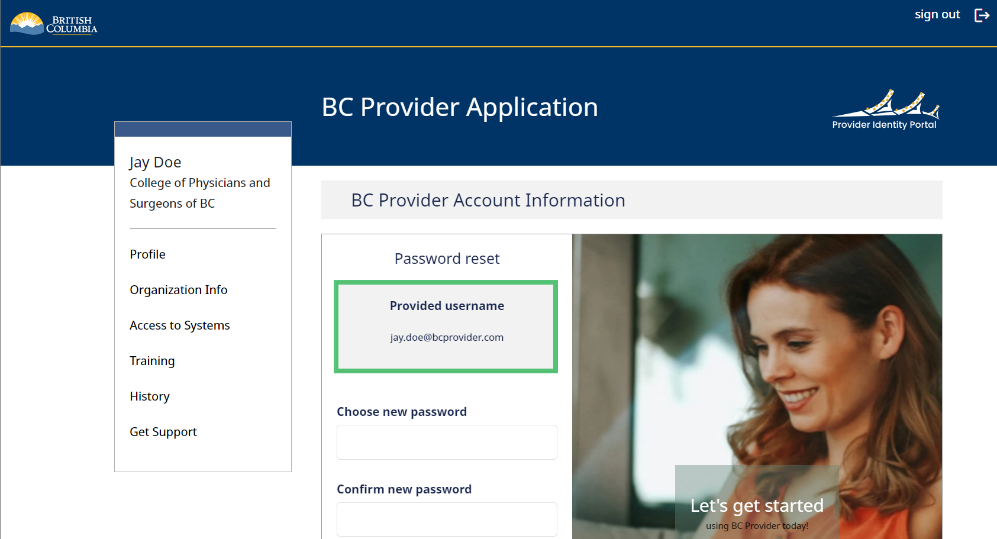 BRITISH
COLUMBIA
sign out
BC Provider Application
Provider Identity Portal
Jay Doe
College of Physicians and
Surgeons of BC
Profile
Organization Info
Access to Systems
Training
History
Get Support
BC Provider Account Information
Password reset
Provided username
jay.doe@bcprovider.com
Choose new password
Confirm new password
Let's get started
using BC Provider today!